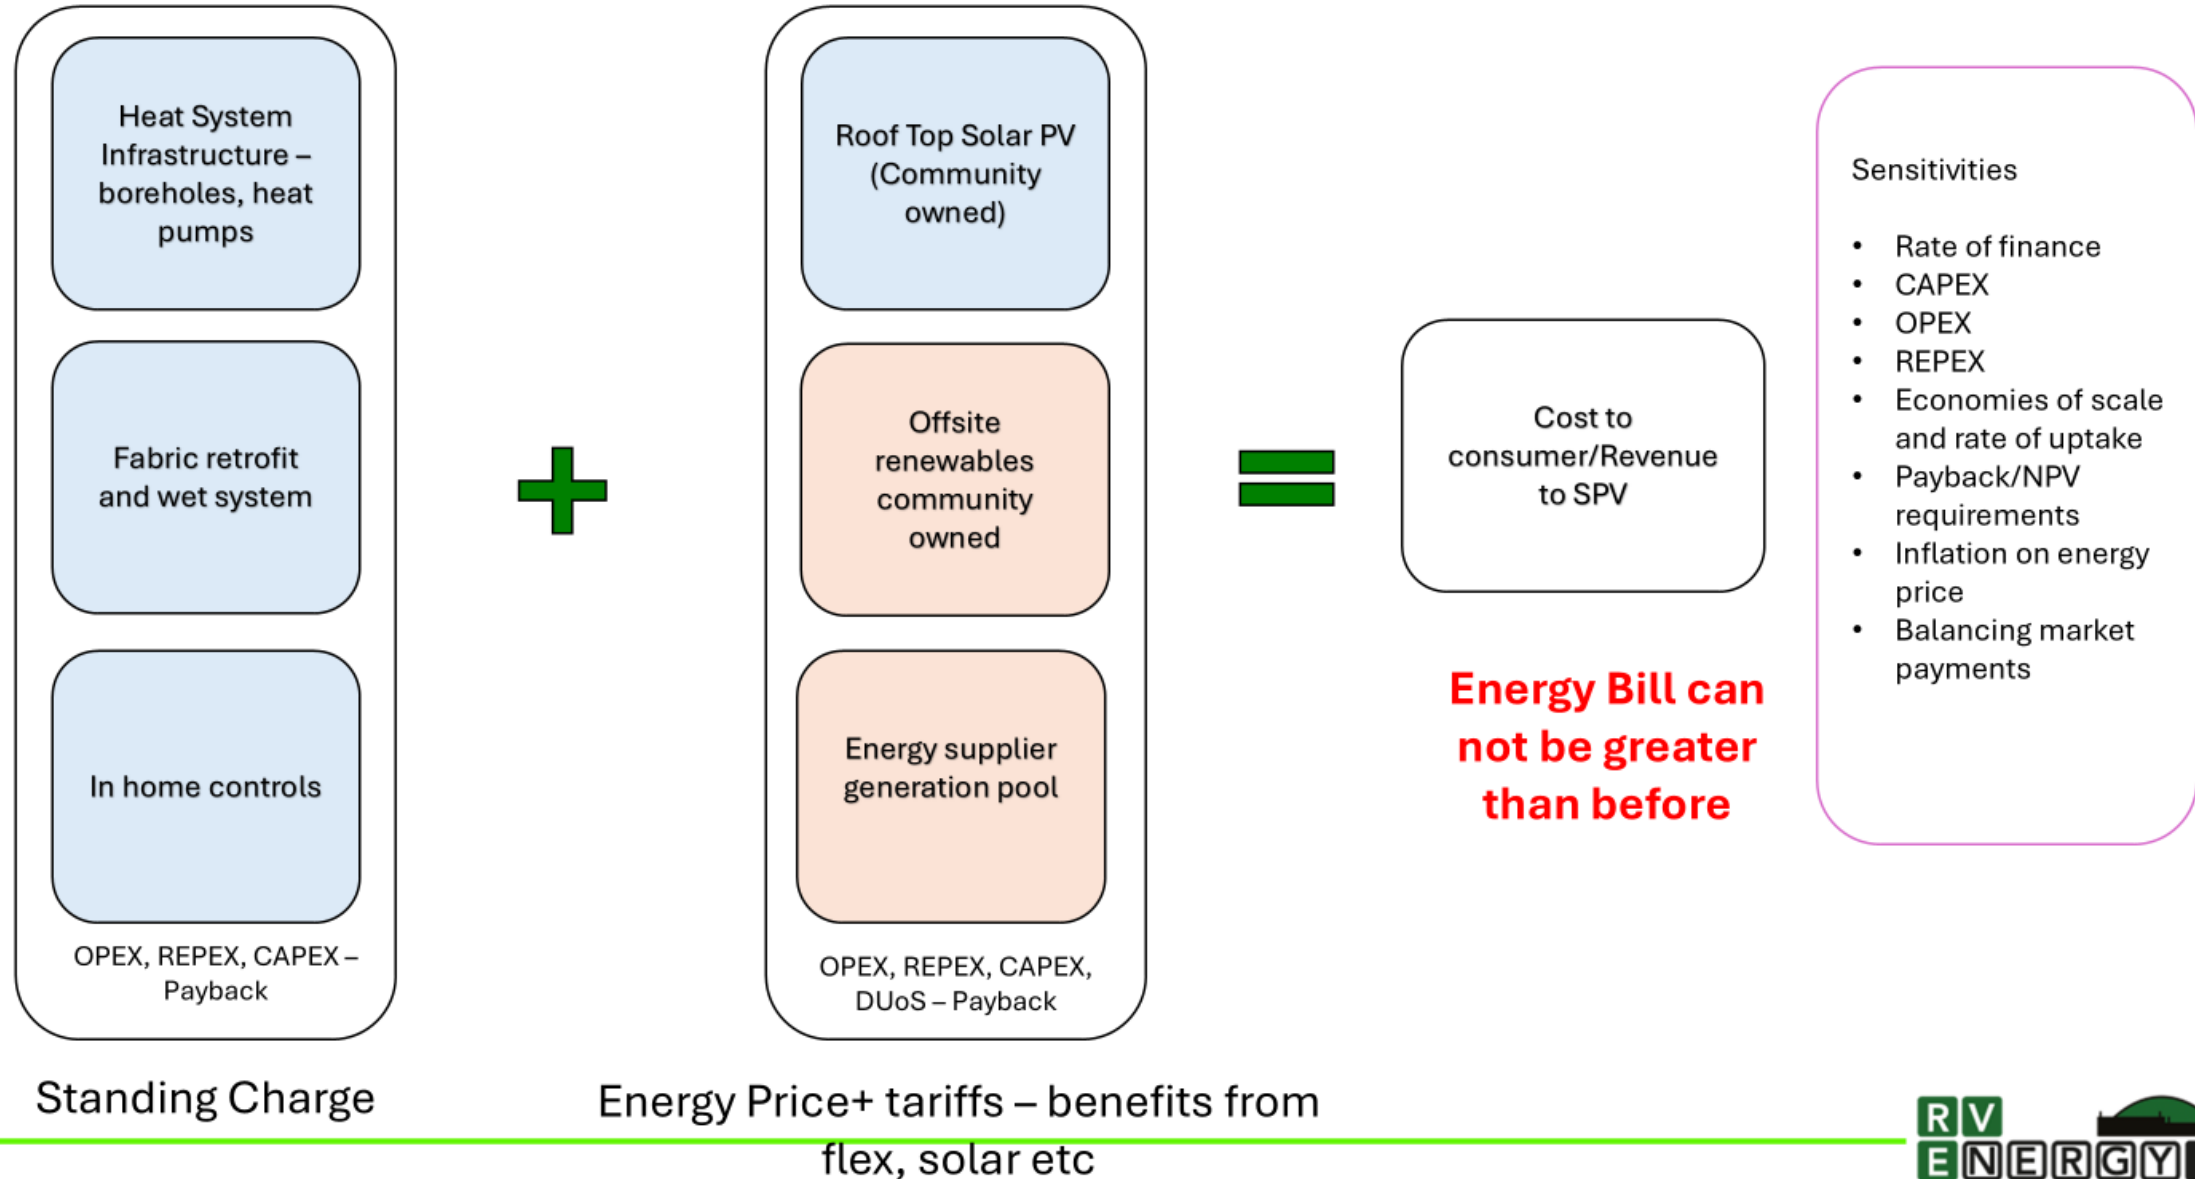 Heat System
Infrastructure –
boreholes, heat
pumps
Fabric retrofit
and wet system
In home controls
OPEX, REPEX, CAPEX –
Payback
Standing Charge
Roof Top Solar PV
(Community
owned)
Offsite
renewables
community
owned
Energy supplier
generation pool
OPEX, REPEX, CAPEX,
DUoS – Payback
Energy Price+ tariffs – benefits from
flex, solar etc
Cost to
consumer/Revenue
to SPV
Energy Bill can
not be greater
than before
Sensitivities
• Rate of finance
• CAPEX
• OPEX
• REPEX
• Economies of scale
and rate of uptake
• Payback/NPV
requirements
• Inflation on energy
price
• Balancing market
payments
RV
ENERGY